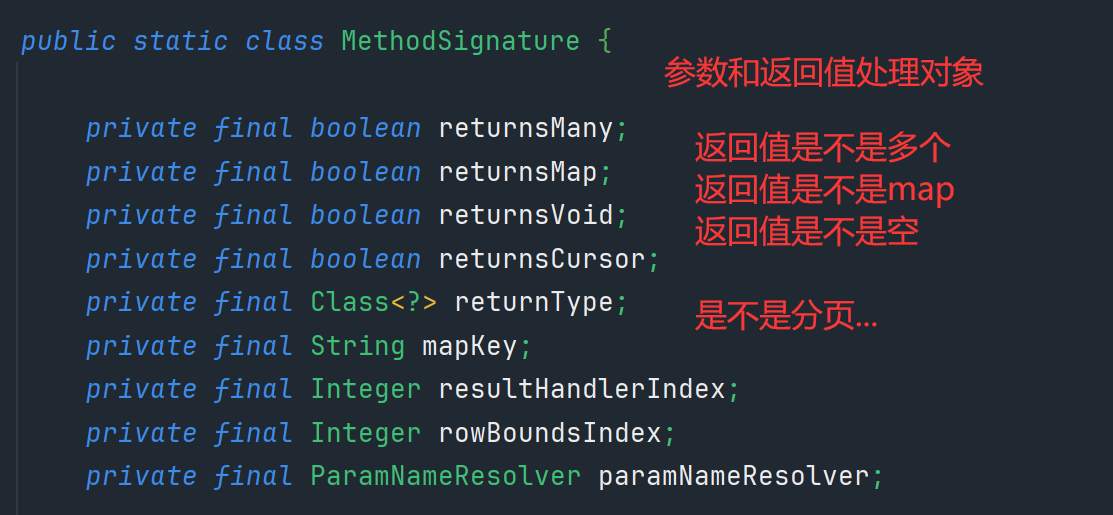 public static class MethodSignature {
参数和返回值处理对象
private final boolean returnsMany;
返回值是不是多个
private final boolean returnsMap;
返回值是不是map
private final boolean returnsVoid;
返回值是不是空
private final boolean returnsCursor;
private final Class<?> returnType;
是不是分页...
private final String mapKey;
private final Integer resultHandlerIndex;
private final Integer rowBoundsIndex;
private final ParamNameResolver paramNameResolver;